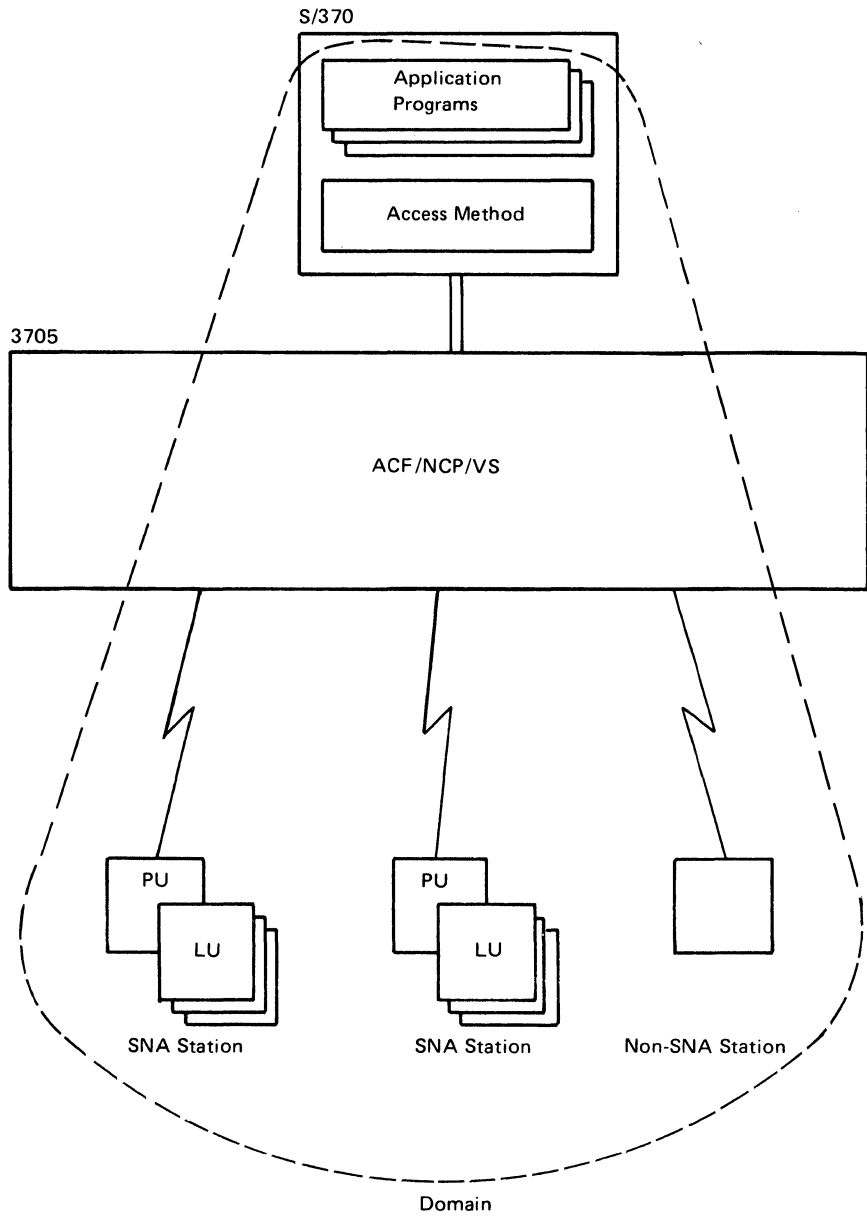 S/370
Application
Programs
Access Method
3705
ACF/NCP/VS
PU
LU
SNA Station
PU
LU
SNA Station
Non-SNA Station
Domain